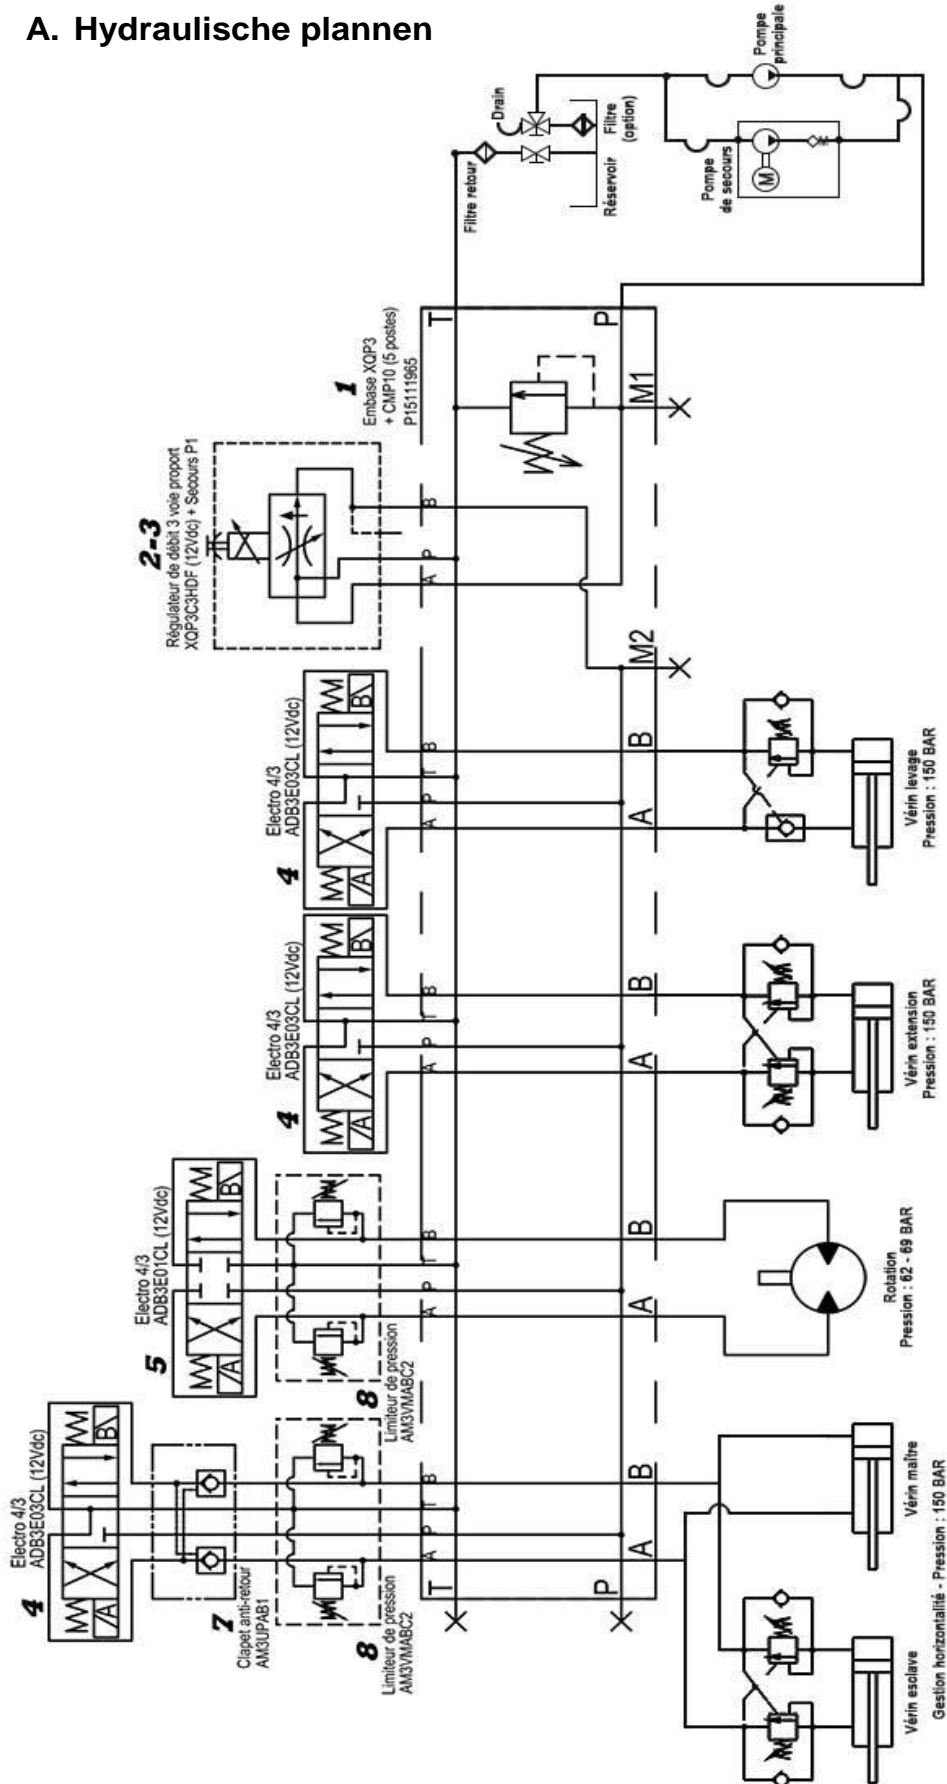 A. Hydraulische plannen
Electro 4/3
ADB3E03CL (12Vdc)
4
A
B
7
Clapet anti-retour
AM3UPAB1
8
Limiteur de pression
AM3VMABC2
Electro 4/3
ADB3E01CL (12Vdc)
5
A
B
8
Limiteur de pression
AM3VMABC2
Electro 4/3
ADB3E03CL (12Vdc)
4
A
B
Electro 4/3
ADB3E03CL (12Vdc)
4
A
B
2-3
Régulateur de débit 3 voie proport
XQP3C3HDF (12Vdc) + Secours P1
1
Embase XQP3
+ CMP10 (5 postes)
P15111965
T
A
P
T
B
A
P
T
B
A
P
T
B
A
P
T
B
A
P
B
T
P
A
B
A
B
A
B
A
B
M2
M1
P
Filtre retour
Drain
Filtre
(option)
Réservoir
Pompe
principale
Pompe
de secours
M
M
Vérin esclave
Vérin maître
Gestion horizontalité - Pression : 150 BAR
Rotation
Pression : 62 - 69 BAR
Vérin extension
Pression : 150 BAR
Vérin levage
Pression : 150 BAR